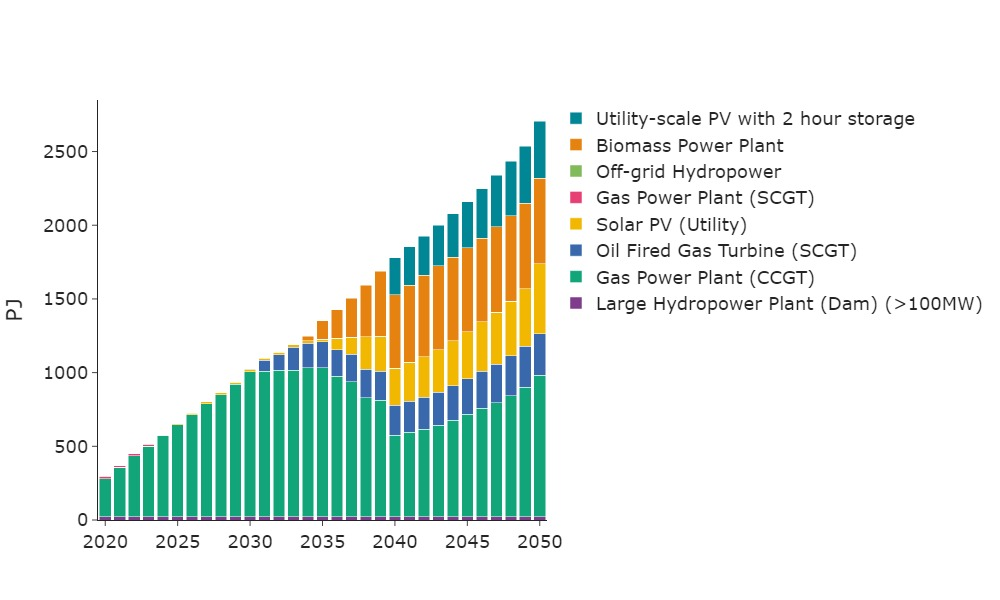 PJ
2500
2000
1500
1000
500
0
2020 2025 2030 2035 2040 2045 2050
Utility-scale PV with 2 hour storage
Biomass Power Plant
Off-grid Hydropower
Gas Power Plant (SCGT)
Solar PV (Utility)
Oil Fired Gas Turbine (SCGT)
Gas Power Plant (CCGT)
Large Hydropower Plant (Dam) (>100MW)